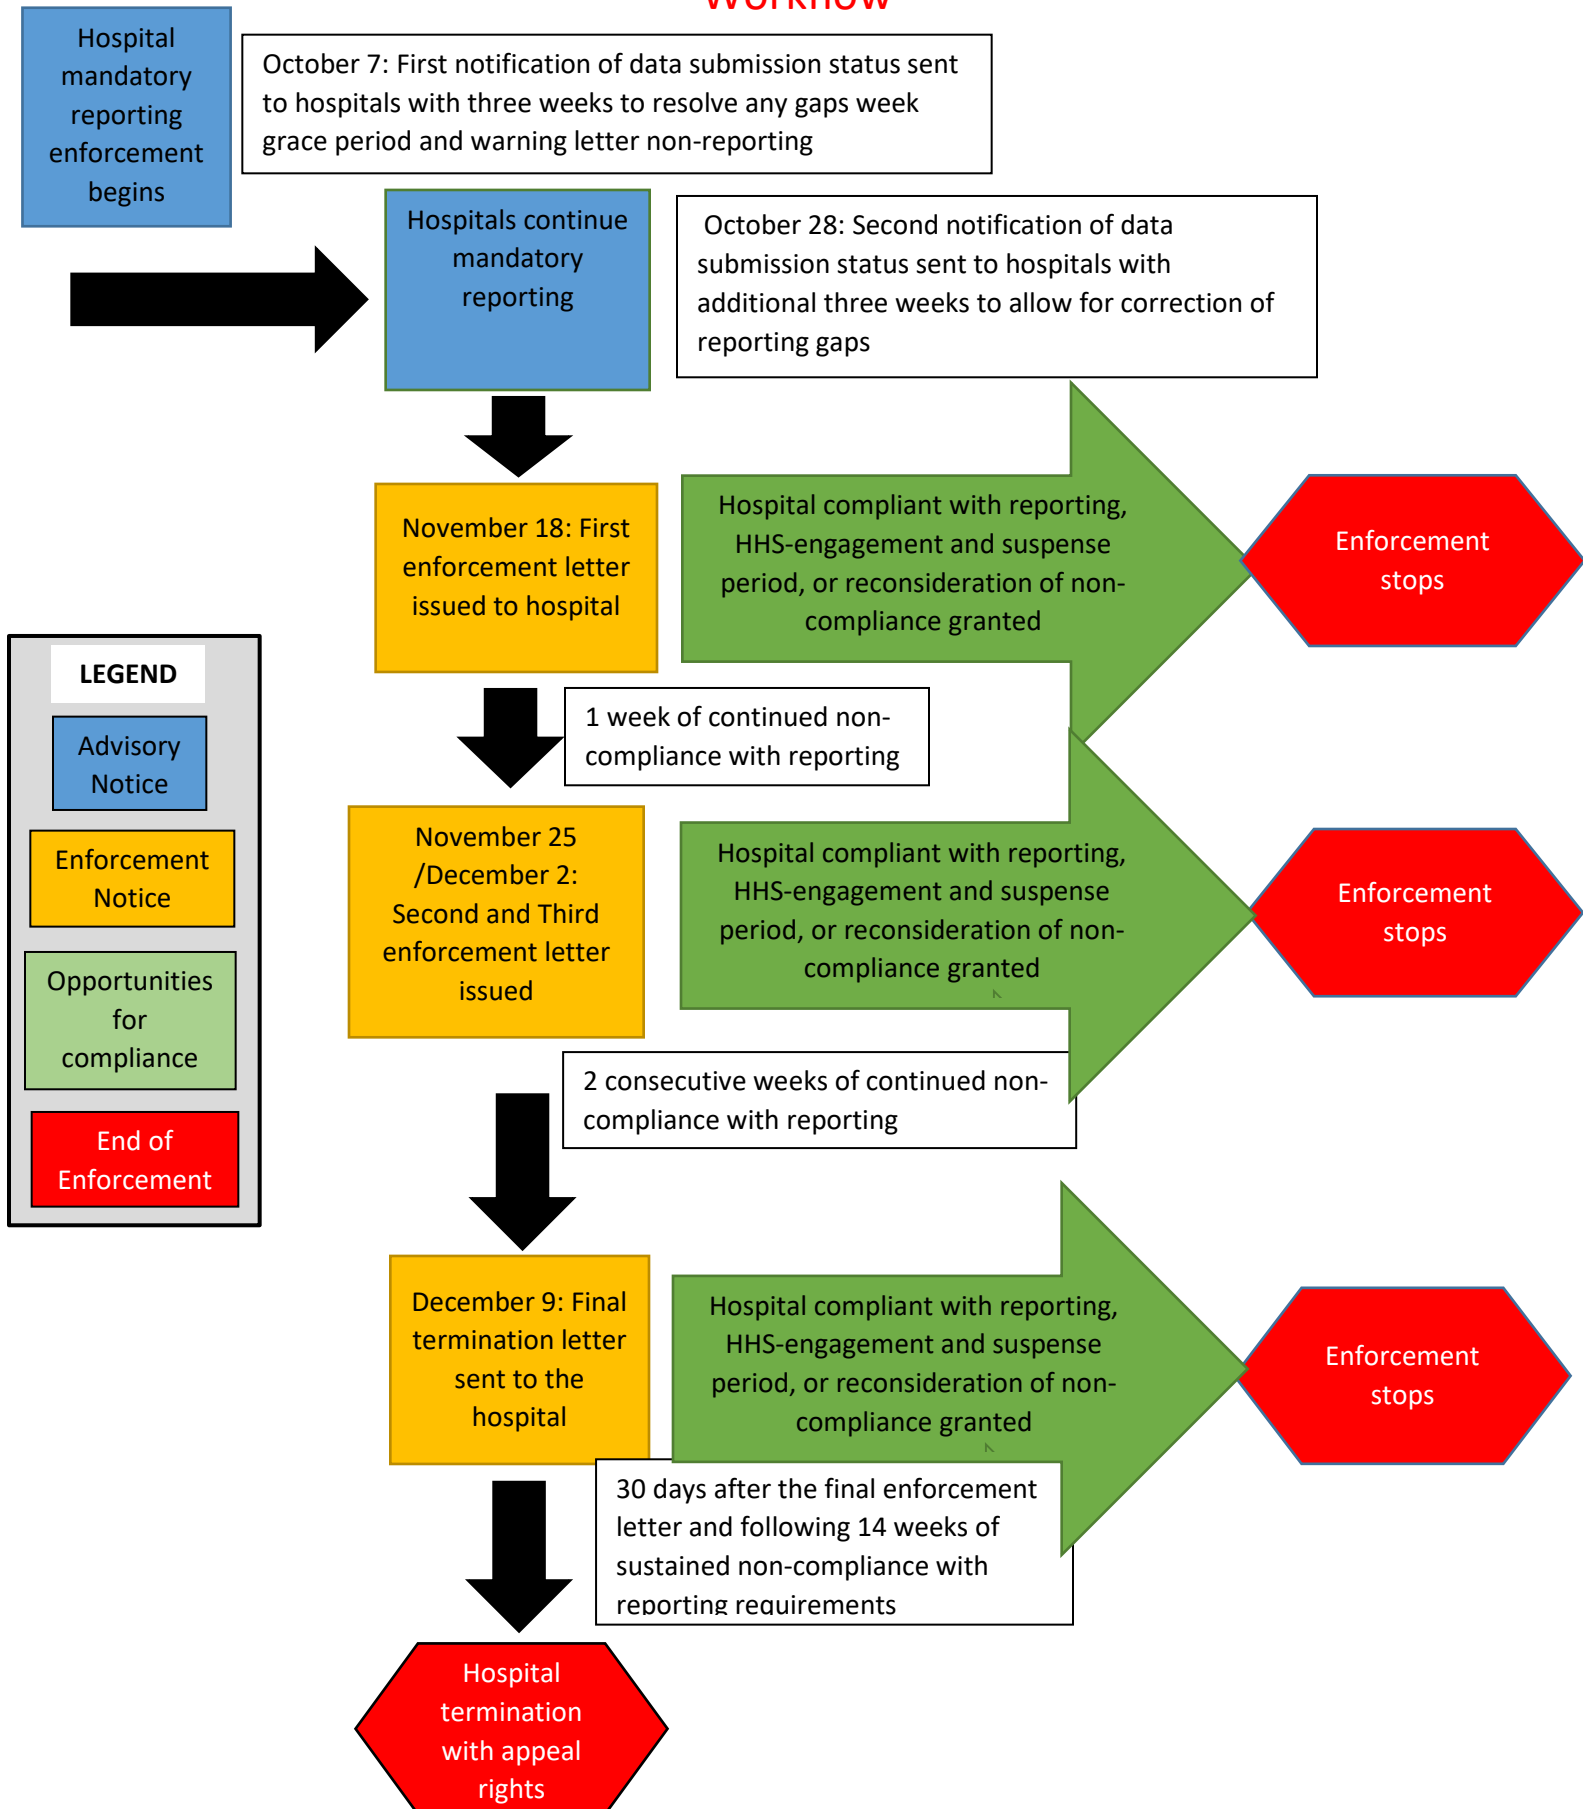 Workflow
Hospital
mandatory
reporting
enforcement
begins
October 7: First notification of data submission status sent
to hospitals with three weeks to resolve any gaps week
grace period and warning letter non-reporting
Hospitals continue
mandatory
reporting
October 28: Second notification of data
submission status sent to hospitals with
additional three weeks to allow for correction of
reporting gaps
November 18: First
enforcement letter
issued to hospital
Hospital compliant with reporting,
HHS-engagement and suspense
period, or reconsideration of non-
compliance granted
Enforcement
stops
LEGEND
Advisory
Notice
Enforcement
Notice
Opportunities
for
compliance
End of
Enforcement
1 week of continued non-
compliance with reporting
November 25
/December 2:
Second and Third
enforcement letter
issued
Hospital compliant with reporting,
HHS-engagement and suspense
period, or reconsideration of non-
compliance granted
Enforcement
stops
2 consecutive weeks of continued non-
compliance with reporting
December 9: Final
termination letter
sent to the
hospital
Hospital compliant with reporting,
HHS-engagement and suspense
period, or reconsideration of non-
compliance granted
Enforcement
stops
30 days after the final enforcement
letter and following 14 weeks of
sustained non-compliance with
reporting requirements
Hospital
termination
with appeal
rights